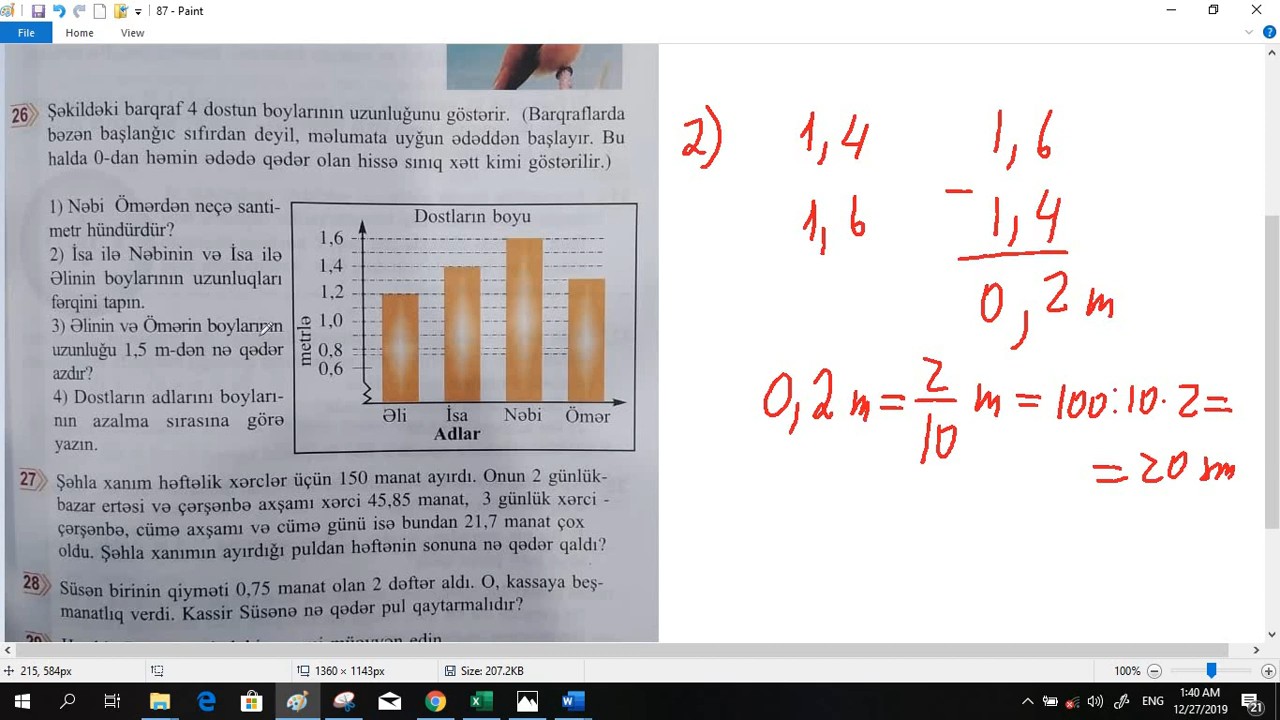 87 - Paint
File Home View
26 Şəkildəki barqraf 4 dostun boylarının uzunluğunu göstərir. (Barqraflarda
bəzən başlanğıc sıfırdan deyil, məlumata uyğun ədəddən başlayır. Bu
halda 0-dan həmin ədədə qədər olan hissə sınıq xətt kimi göstərilir.)
1) Nəbi Ömərdən neçə santi-
metr hündürdür?
2) İsa ilə Nəbinin və İsa ilə
Əlinin boylarının uzunluqları
fərqini tapın.
3) Əlinin və Ömərin boylarının
uzunluğu 1,5 m-dən nə qədər
azdır?
4) Dostların adlarını boyları-
nın azalma sırasına görə
yazın.
Dostların boyu
1,6
1,4
1,2
1,0
0,8
0,6
metrlə
Əli İsa Nəbi Ömər
Adlar
27 Şəhla xanım həftəlik xərclər üçün 150 manat ayırdı. Onun 2 günlük-
bazar ertəsi və çərşənbə axşamı xərci 45,85 manat, 3 günlük xərci -
çərşənbə, cümə axşamı və cümə günü isə bundan 21,7 manat çox
oldu. Şəhla xanımın ayırdığı puldan həftənin sonuna nə qədər qaldı?
28 Süsən birinin qiyməti 0,75 manat olan 2 dəftər aldı. O, kassaya beş-
manatlıq verdi. Kassir Süsənə nə qədər pul qaytarmalıdır?
2) 1,4 1,6
1,6 - 1,4
0,2 m
0,2 m = 2/10 m = 100:10·2=
= 20 sm
215, 584px 1360 × 1143px Size: 207.2KB 100%
ENG 1:40 AM
12/27/2019 21